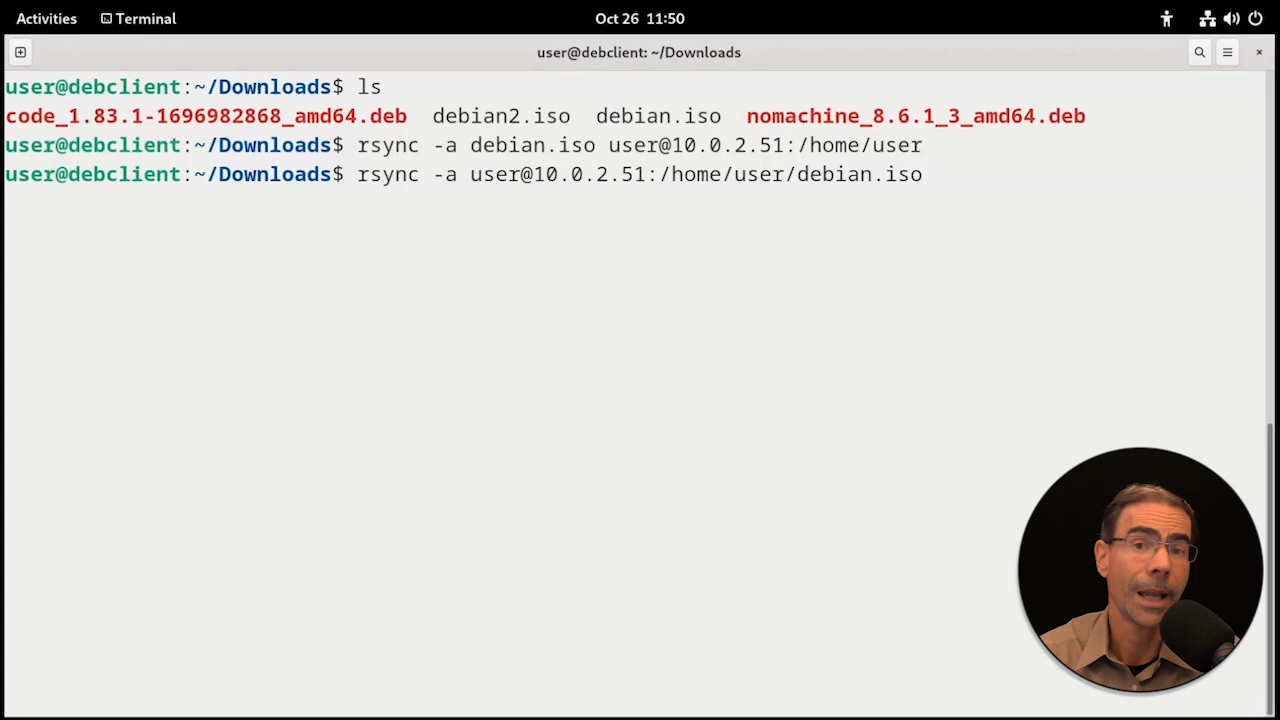 Activities Terminal Oct 26 11:50
user@debclient: ~/Downloads
user@debclient:~/Downloads$ ls
code_1.83.1-1696982868_amd64.deb debian2.iso debian.iso nomachine_8.6.1_3_amd64.deb
user@debclient:~/Downloads$ rsync -a debian.iso user@10.0.2.51:/home/user
user@debclient:~/Downloads$ rsync -a user@10.0.2.51:/home/user/debian.iso